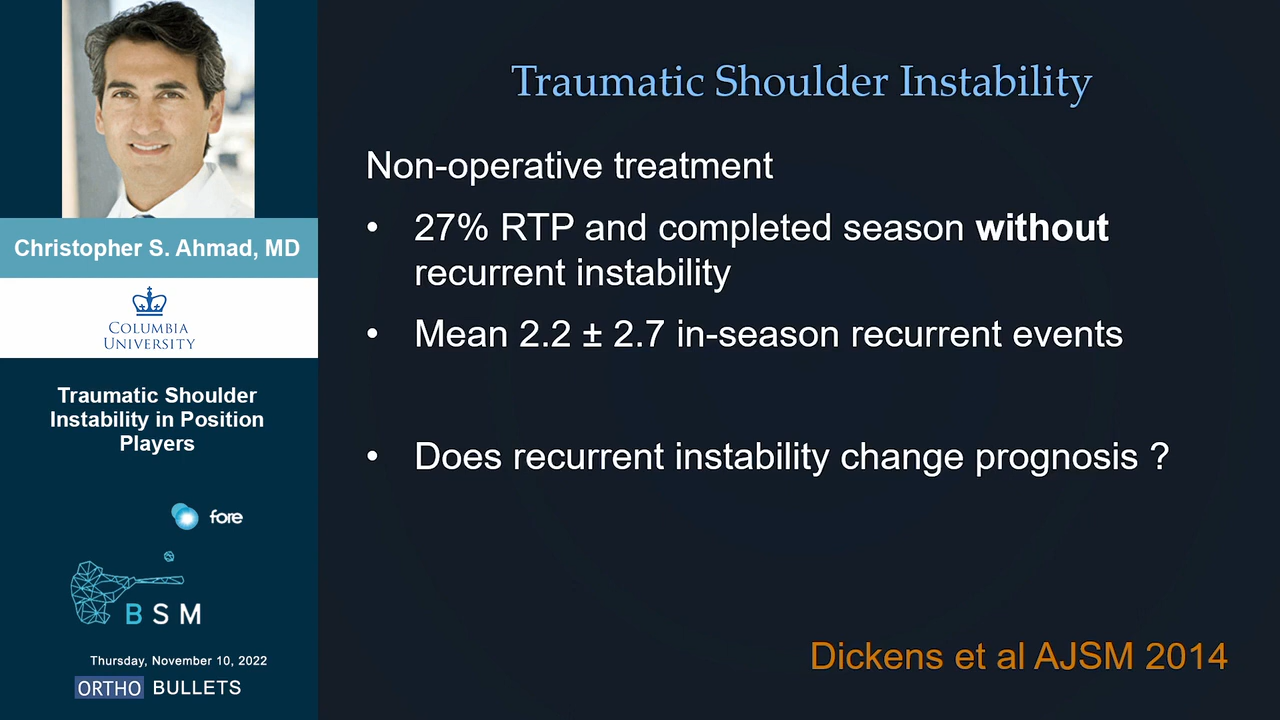 Christopher S. Ahmad, MD
COLUMBIA
UNIVERSITY
Traumatic Shoulder
Instability in Position
Players
fore
BSM
Thursday, November 10, 2022
ORTHO BULLETS
Traumatic Shoulder Instability
Non-operative treatment
• 27% RTP and completed season without
recurrent instability
• Mean 2.2 ± 2.7 in-season recurrent events
• Does recurrent instability change prognosis ?
Dickens et al AJSM 2014